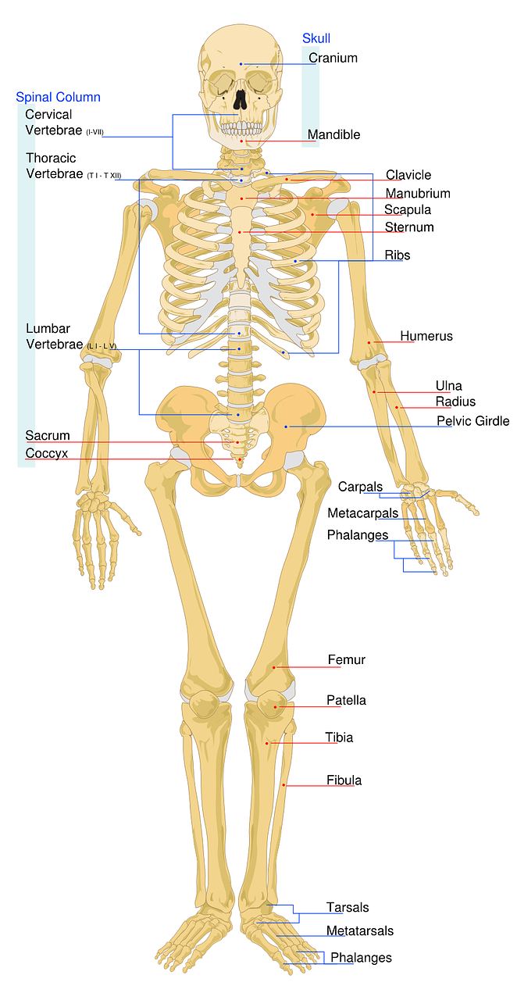 Skull
Cranium
Spinal Column
Cervical
Vertebrae (I-VII)
Mandible
Thoracic
Vertebrae (T I - T XII)
Clavicle
Manubrium
Scapula
Sternum
Ribs
Lumbar
Vertebrae (L I - L V)
Humerus
Ulna
Radius
Pelvic Girdle
Sacrum
Coccyx
Carpals
Metacarpals
Phalanges
Femur
Patella
Tibia
Fibula
Tarsals
Metatarsals
Phalanges